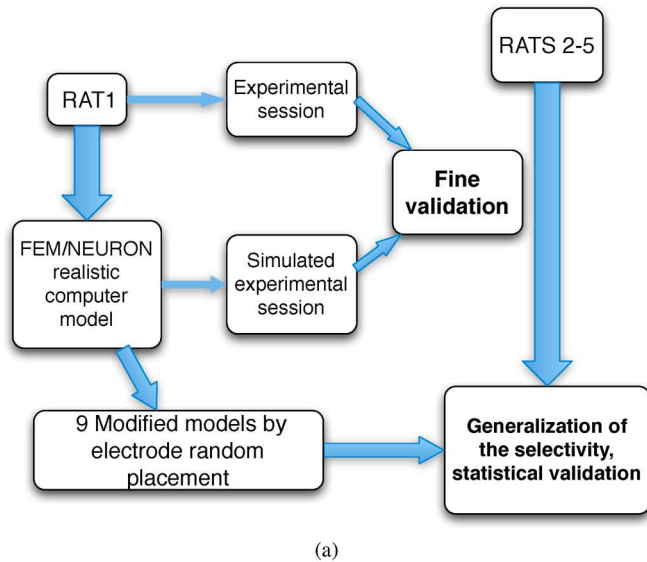 RATS 2-5
RAT1
Experimental
session
Fine
validation
FEM/NEURON
realistic
computer
model
Simulated
experimental
session
9 Modified models by
electrode random
placement
Generalization of
the selectivity,
statistical validation
(a)